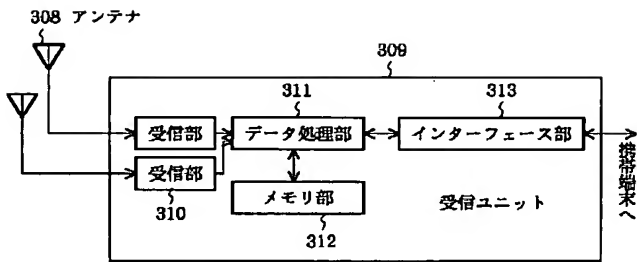 308 アンテナ
309
311
313
受信部
データ処理部
インターフェース部
受信部
310
メモリ部
312
受信ユニット
携帯端末へ